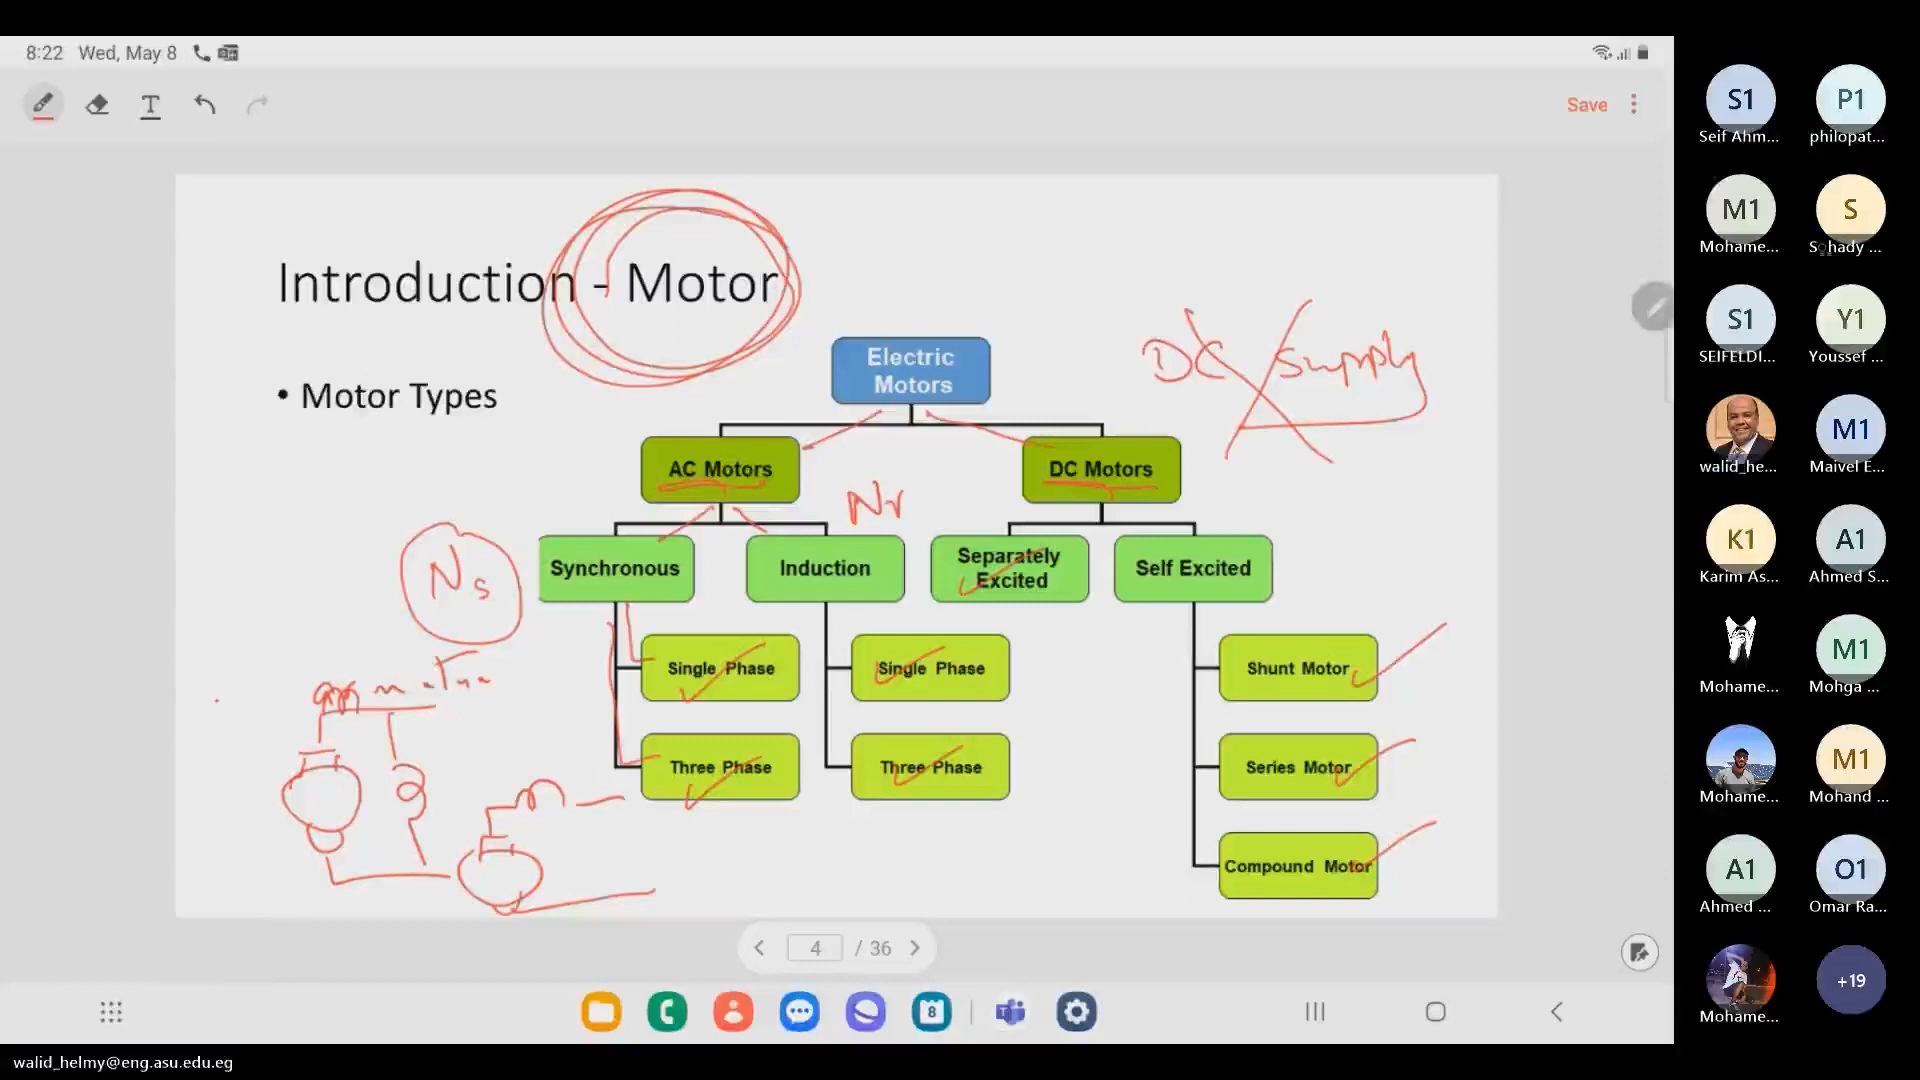 8:22 Wed, May 8
Save
Introduction - Motor
• Motor Types
Electric
Motors
DC supply
AC Motors
DC Motors
Nr
Ns
Synchronous
Induction
Separately
Excited
Self Excited
Single Phase
Single Phase
Shunt Motor
Three Phase
Three Phase
Series Motor
Compound Motor
4 / 36
8
S1
Seif Ahm...
P1
philopat...
M1
Mohame...
S
S hady ...
S1
SEIFELDI...
Y1
Youssef ...
walid_he...
M1
Maivel E...
K1
Karim As...
A1
Ahmed S...
Mohame...
M1
Mohga ...
Mohame...
M1
Mohand ...
A1
Ahmed ...
O1
Omar Ra...
Mohame...
+19
walid_helmy@eng.asu.edu.eg